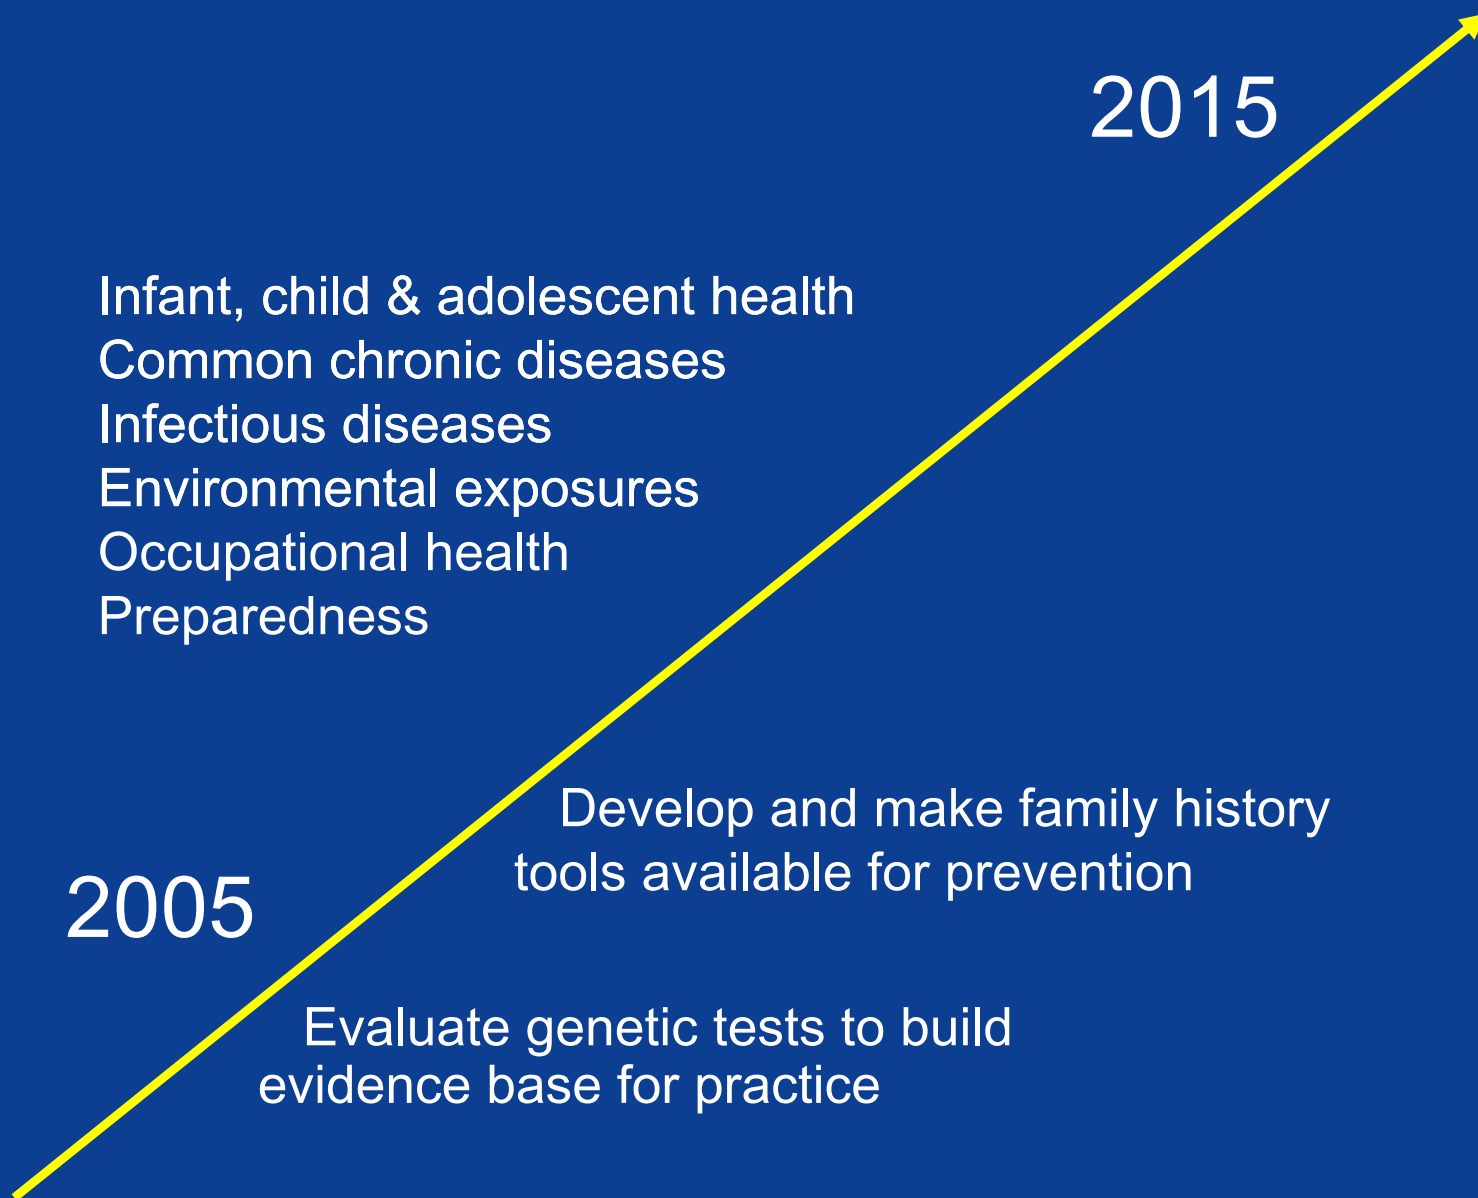 2015
Infant, child & adolescent health
Common chronic diseases
Infectious diseases
Environmental exposures
Occupational health
Preparedness
Develop and make family history
tools available for prevention
2005
Evaluate genetic tests to build
evidence base for practice